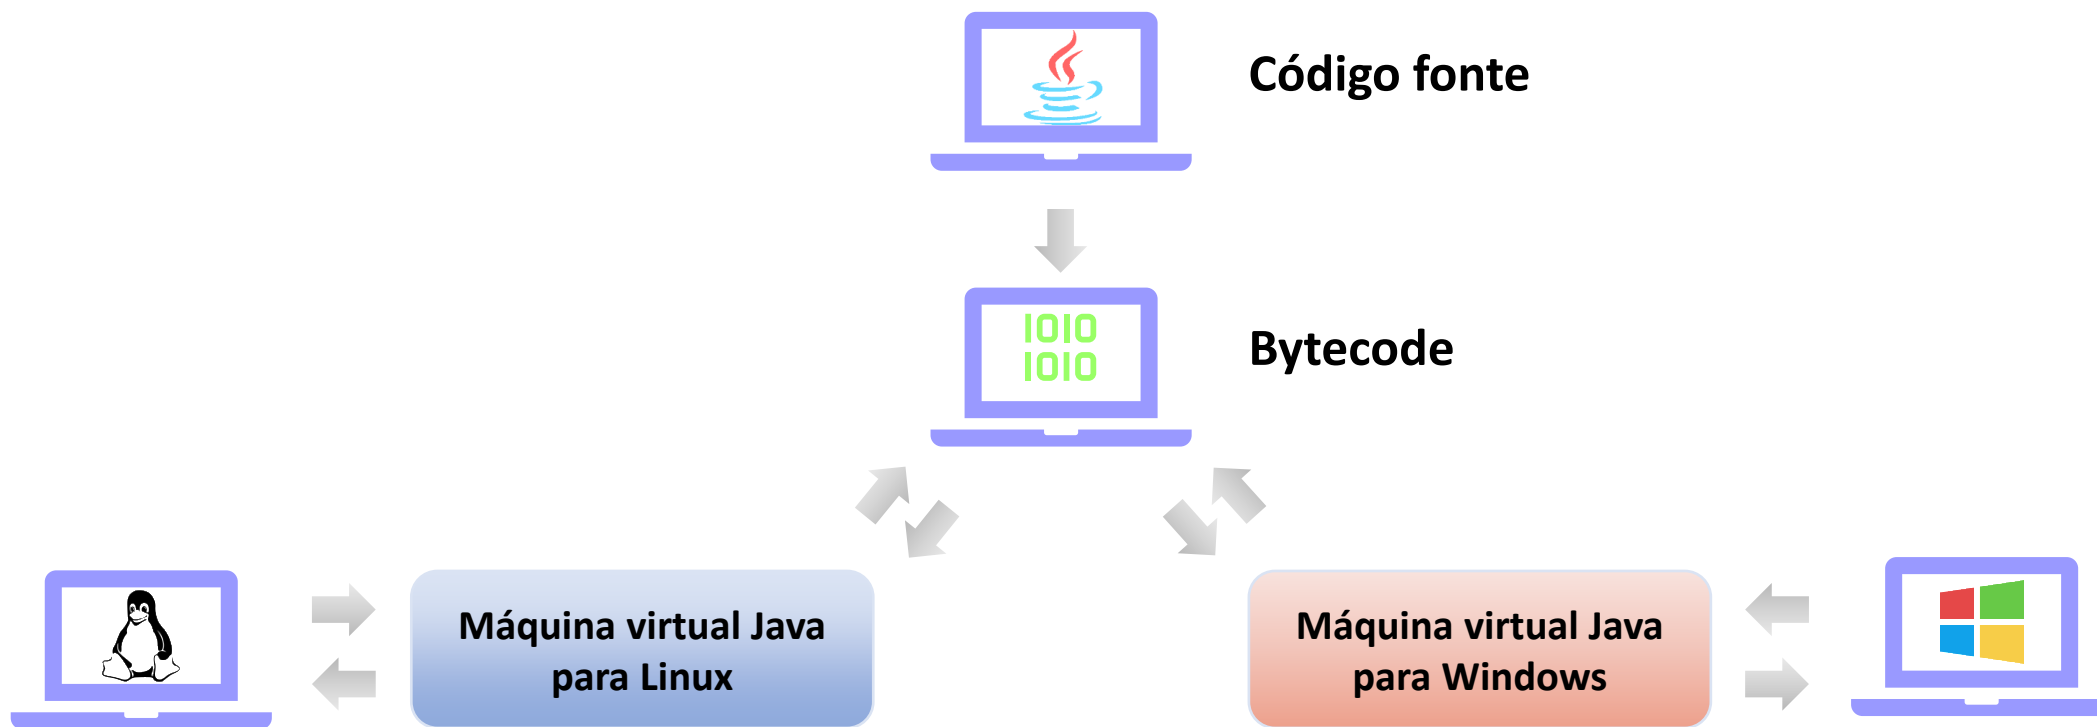 Código fonte
1010
1010
Bytecode
Máquina virtual Java
para Linux
Máquina virtual Java
para Windows